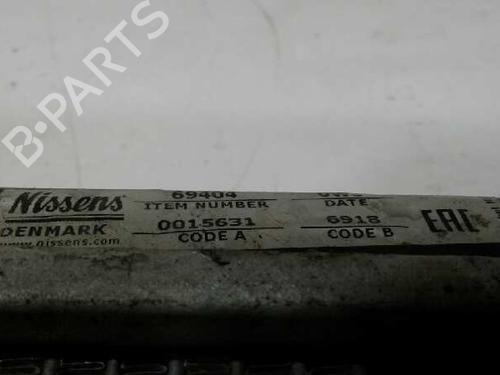 B-PARTS
Nissens
DENMARK
www.nissens.com
69404
ITEM NUMBER
0015631
CODE A
DATE
6918
CODE B
EAC